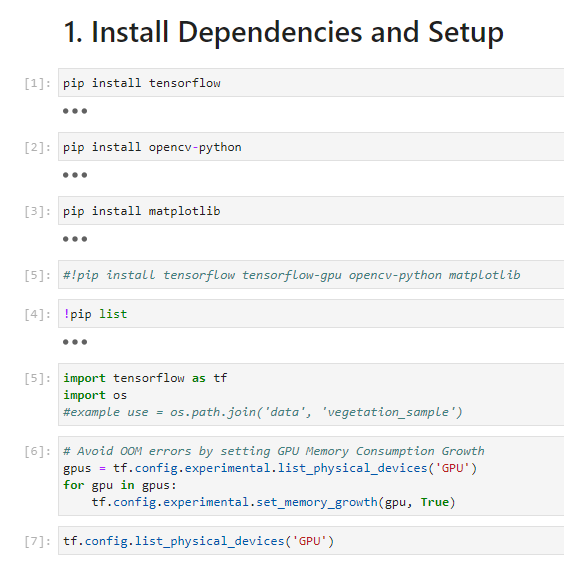 1. Install Dependencies and Setup
[1]: pip install tensorflow
•••
[2]: pip install opencv-python
•••
[3]: pip install matplotlib
•••
[5]: #!pip install tensorflow tensorflow-gpu opencv-python matplotlib
[4]: !pip list
•••
[5]: import tensorflow as tf
import os
#example use = os.path.join('data', 'vegetation_sample')
[6]: # Avoid OOM errors by setting GPU Memory Consumption Growth
gpus = tf.config.experimental.list_physical_devices('GPU')
for gpu in gpus:
    tf.config.experimental.set_memory_growth(gpu, True)
[7]: tf.config.list_physical_devices('GPU')